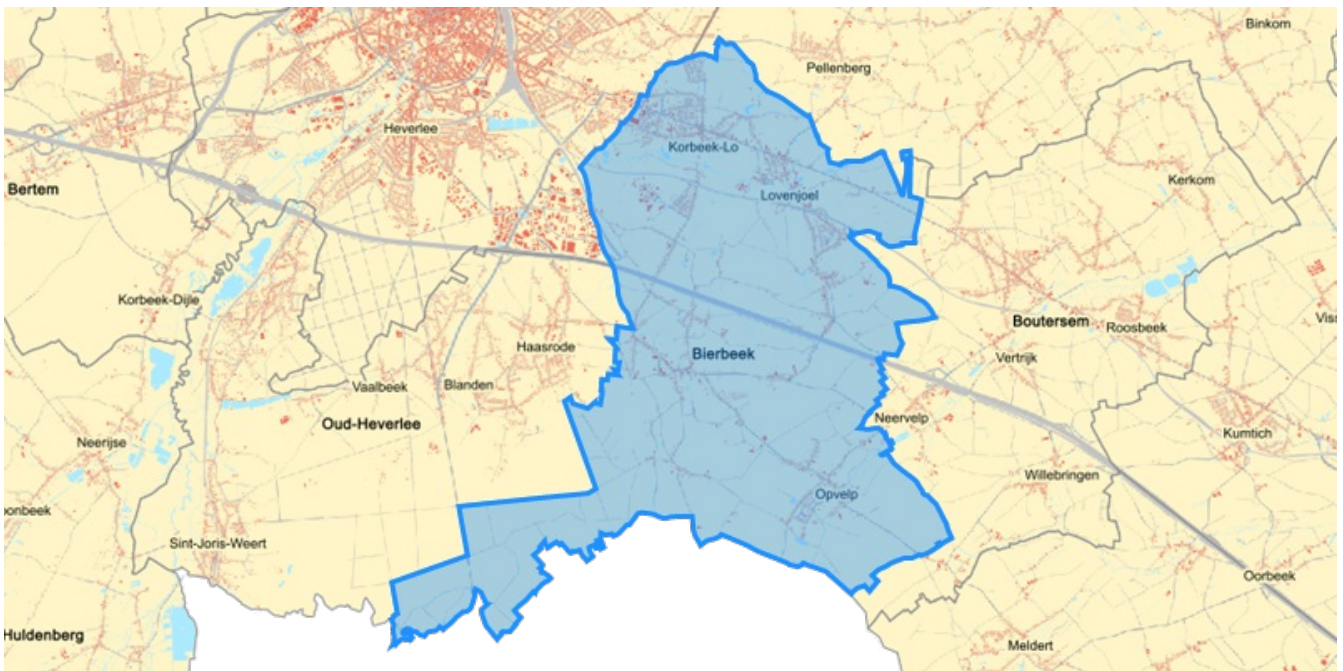 Binkom
Pellenberg
Heverlee
Korbeek-Lo
Bertem
Kerkom
Lovenjoel
Korbeek-Dijle
Boutersem
Roosbeek
Haasrode
Bierbeek
Vertrijk
Vaalbeek
Blanden
Oud-Heverlee
Neervelp
Kumtich
Neerijse
Willebringen
Opvelp
Sint-Joris-Weert
Oorbeek
Huldenberg
Meldert